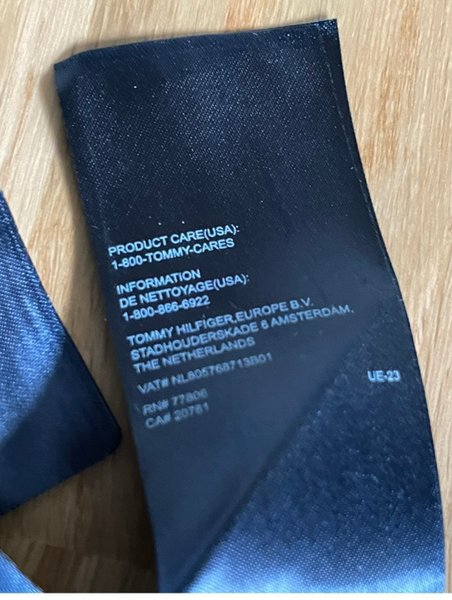 PRODUCT CARE(USA):
1-800-TOMMY-CARES
INFORMATION
DE NETTOYAGE(USA):
1-800-866-6922
TOMMY HILFIGER EUROPE B.V.
STADHOUDERSKADE 6 AMSTERDAM,
THE NETHERLANDS
VAT# NL805768713B01
UE-23
RN# 77806
CA# 20761